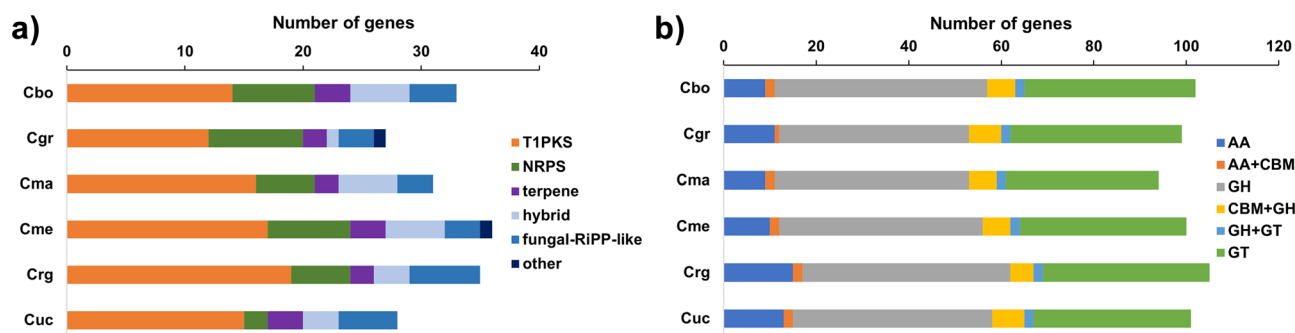 a)
Number of genes
0 10 20 30 40
Cbo
Cgr
Cma
Cme
Crg
Cuc
T1PKS
NRPS
terpene
hybrid
fungal-RiPP-like
other
b)
Number of genes
0 20 40 60 80 100 120
Cbo
Cgr
Cma
Cme
Crg
Cuc
AA
AA+CBM
GH
CBM+GH
GH+GT
GT